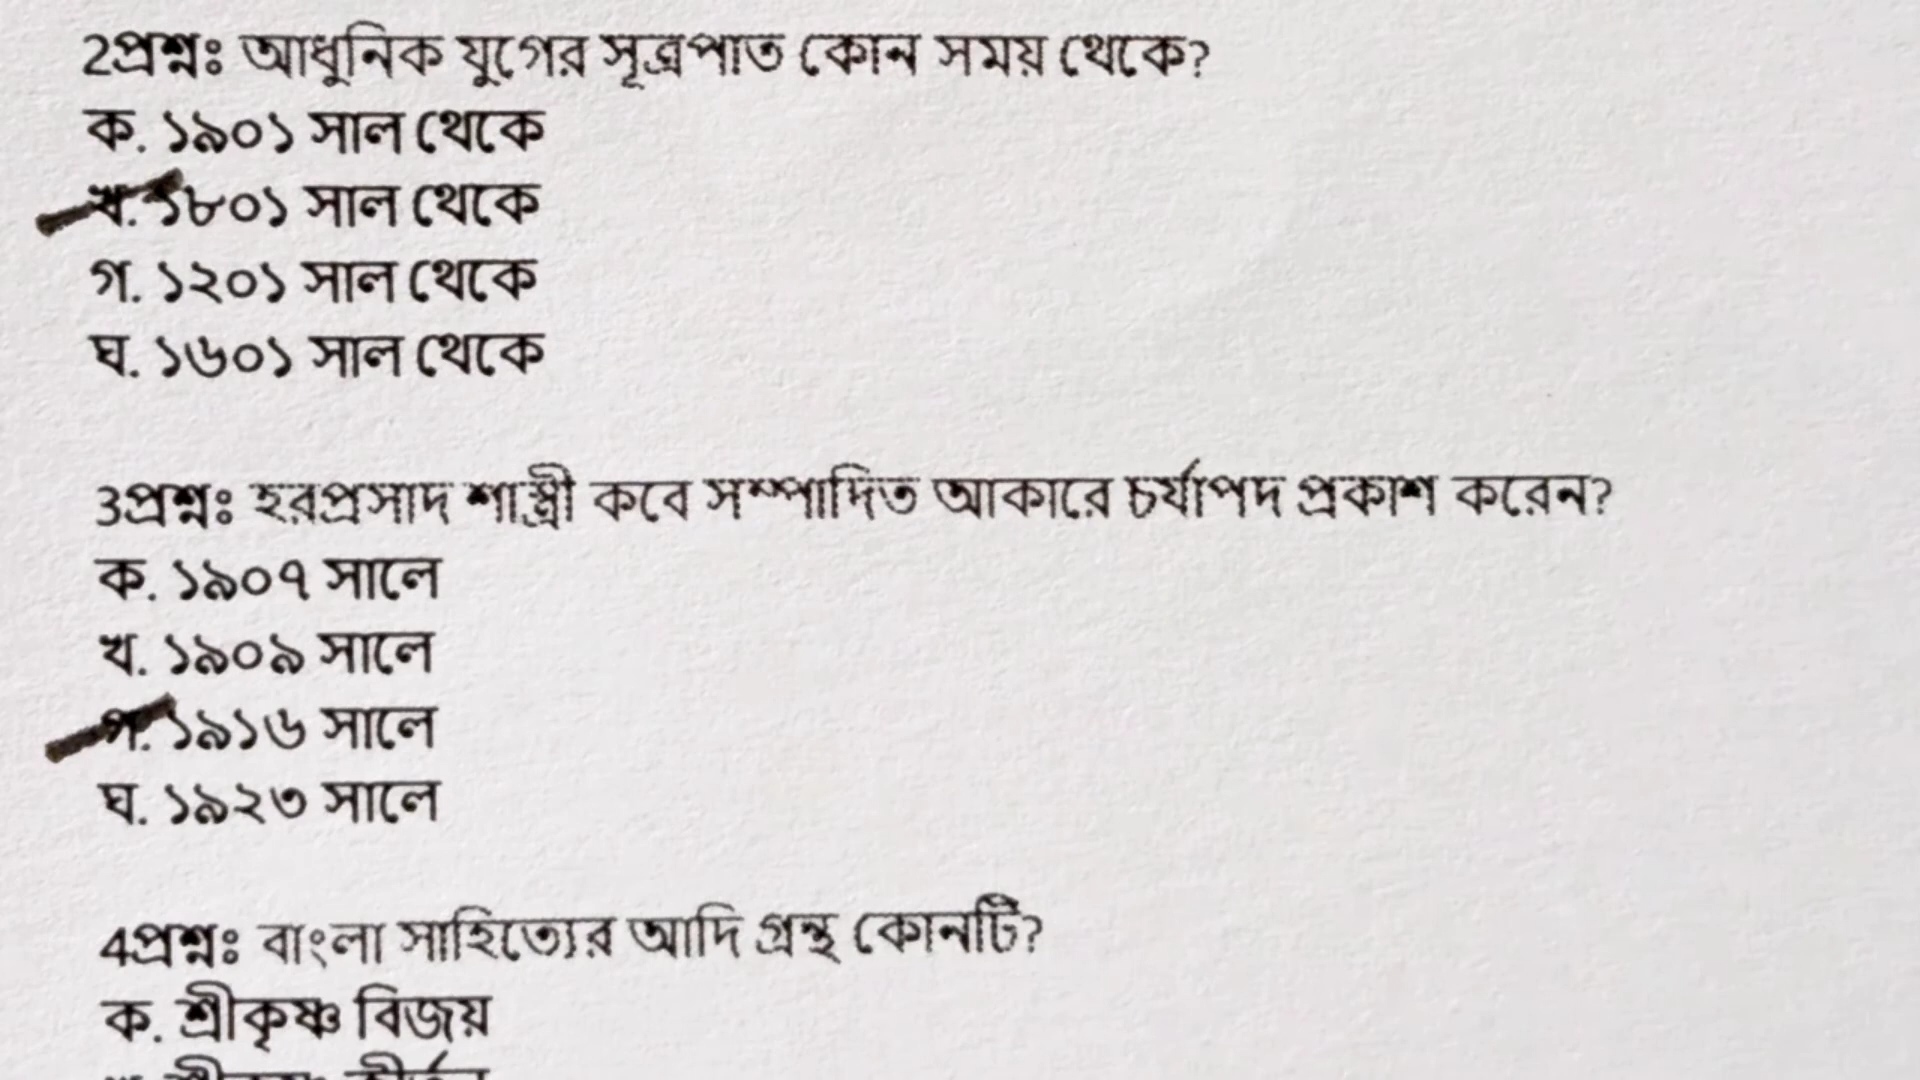 2প্রশ্নঃ আধুনিক যুগের সূত্রপাত কোন সময় থেকে?
ক. ১৯০১ সাল থেকে
খ. ১৮০১ সাল থেকে
গ. ১২০১ সাল থেকে
ঘ. ১৬০১ সাল থেকে
3প্রশ্নঃ হরপ্রসাদ শাস্ত্রী কবে সম্পাদিত আকারে চর্যাপদ প্রকাশ করেন?
ক. ১৯০৭ সালে
খ. ১৯০৯ সালে
গ. ১৯১৬ সালে
ঘ. ১৯২৩ সালে
4প্রশ্নঃ বাংলা সাহিত্যের আদি গ্রন্থ কোনটি?
ক. শ্রীকৃষ্ণ বিজয়